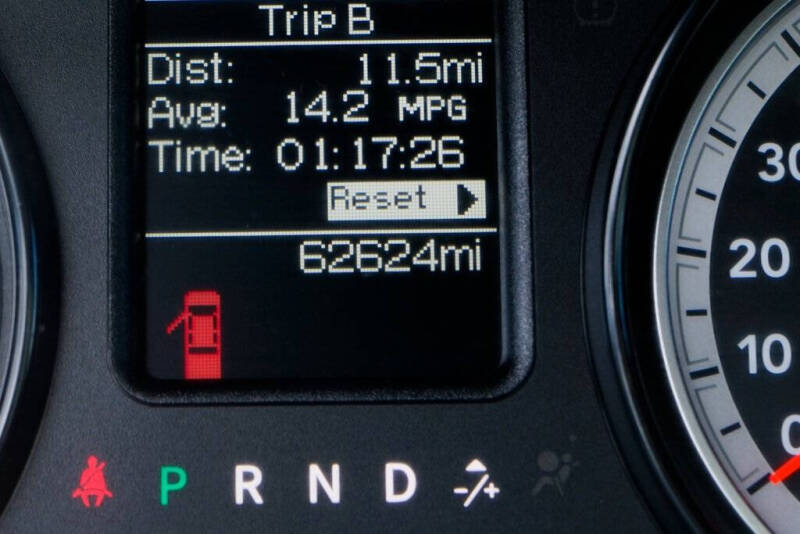 Trip B
Dist: 11.5mi
Avg: 14.2 MPG
Time: 01:17:26
Reset
62624mi
30
20
10
0
P R N D -/+